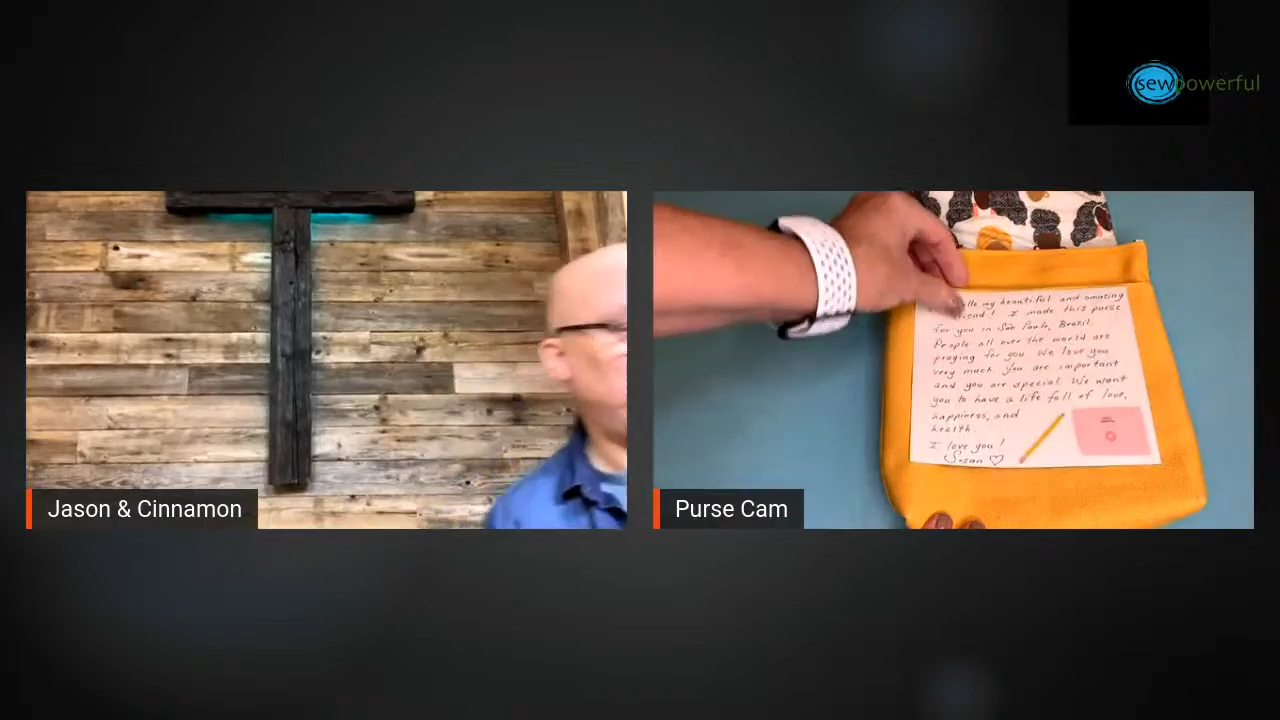 sewpowerful
my beautiful and amazing
friend! I made this purse
for you in São Paulo, Brazil.
People all over the world are
praying for you. We love you
very much. You are important
and you are special. We want
you to have a life full of love,
happiness, and
health.
I love you!
Susan ♡
Jason & Cinnamon
Purse Cam